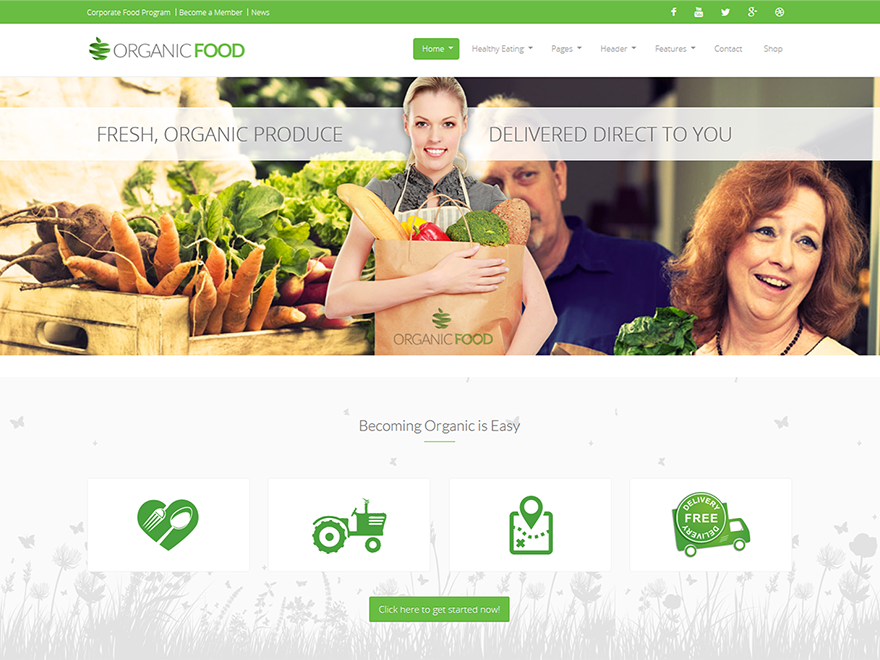 Corporate Food Program | Become a Member | News
ORGANIC FOOD
Home
Healthy Eating
Pages
Header
Features
Contact
Shop
FRESH, ORGANIC PRODUCE
DELIVERED DIRECT TO YOU
ORGANIC FOOD
Becoming Organic is Easy
DELIVERY
FREE
DELIVERY
Click here to get started now!